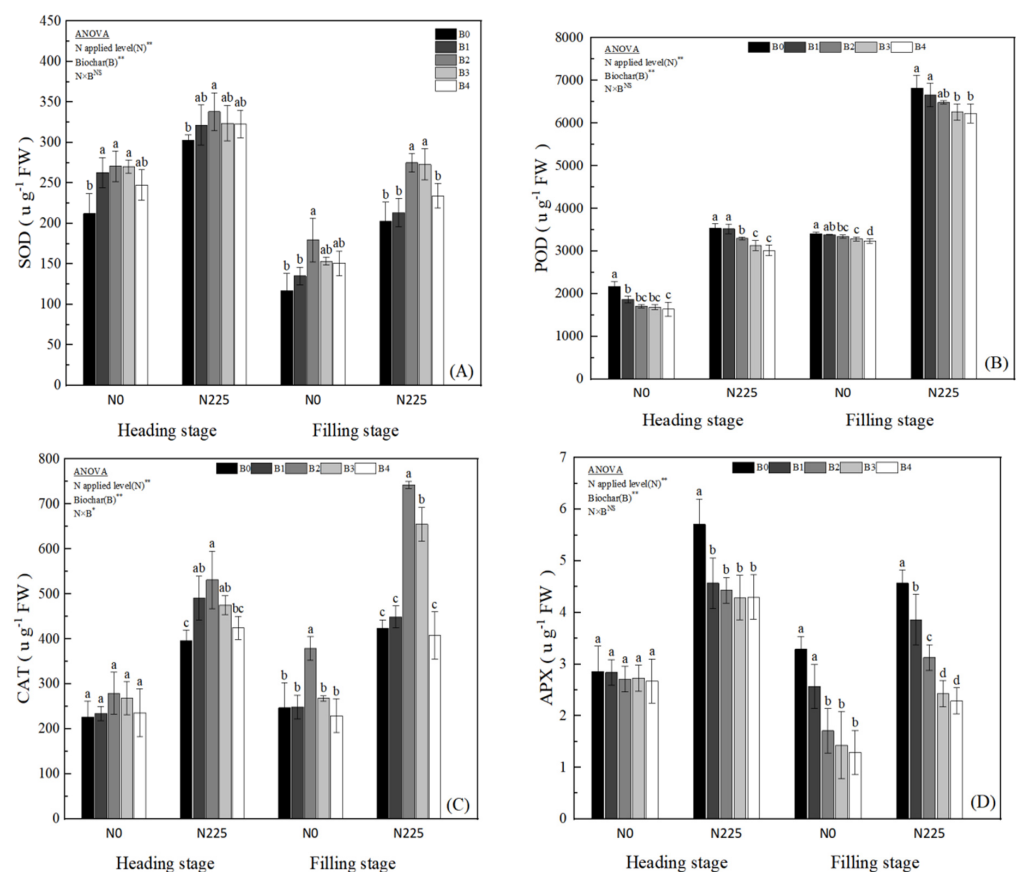 450
400
350
300
250
200
150
100
50
0
SOD ( u g-1 FW )
ANOVA
N applied level(N)**
Biochar(B)**
N×BNS
B0
B1
B2
B3
B4
b a a a ab
b ab a ab ab
b b a ab ab
b b a a b
(A)
N0 N225 N0 N225
Heading stage Filling stage
8000
7000
6000
5000
4000
3000
2000
1000
0
POD ( u g-1 FW )
B0 B1 B2 B3 B4
ANOVA
N applied level(N)**
Biochar(B)**
N×BNS
a b bc bc c
a a b c c
a ab bc c d
a a ab b b
(B)
N0 N225 N0 N225
Heading stage Filling stage
800
700
600
500
400
300
200
100
0
CAT ( u g-1 FW )
B0 B1 B2 B3 B4
ANOVA
N applied level(N)**
Biochar(B)**
N×B*
a a a a a
c ab a ab bc
b b a b b
c c a b c
(C)
N0 N225 N0 N225
Heading stage Filling stage
7
6
5
4
3
2
1
0
APX ( u g-1 FW )
B0 B1 B2 B3 B4
ANOVA
N applied level(N)**
Biochar(B)**
N×BNS
a a a a a
a b b b b
a a b b b
a b c d d
(D)
N0 N225 N0 N225
Heading stage Filling stage